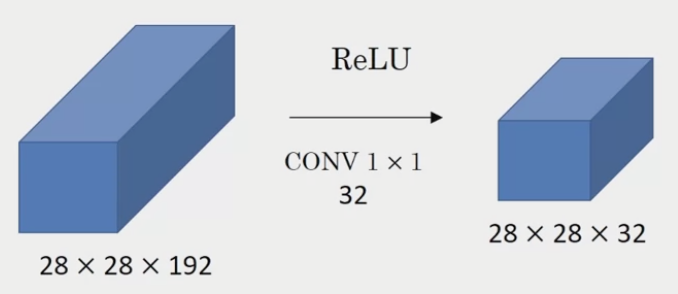 ReLU
CONV 1 × 1
32
28 × 28 × 192
28 × 28 × 32